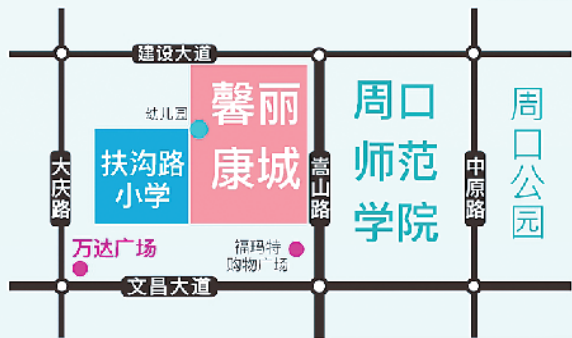 建设大道
幼儿园
馨丽
康城
扶沟路
小学
大庆路
嵩山路
周口
师范
学院
中原路
周口公园
万达广场
福玛特
购物广场
文昌大道